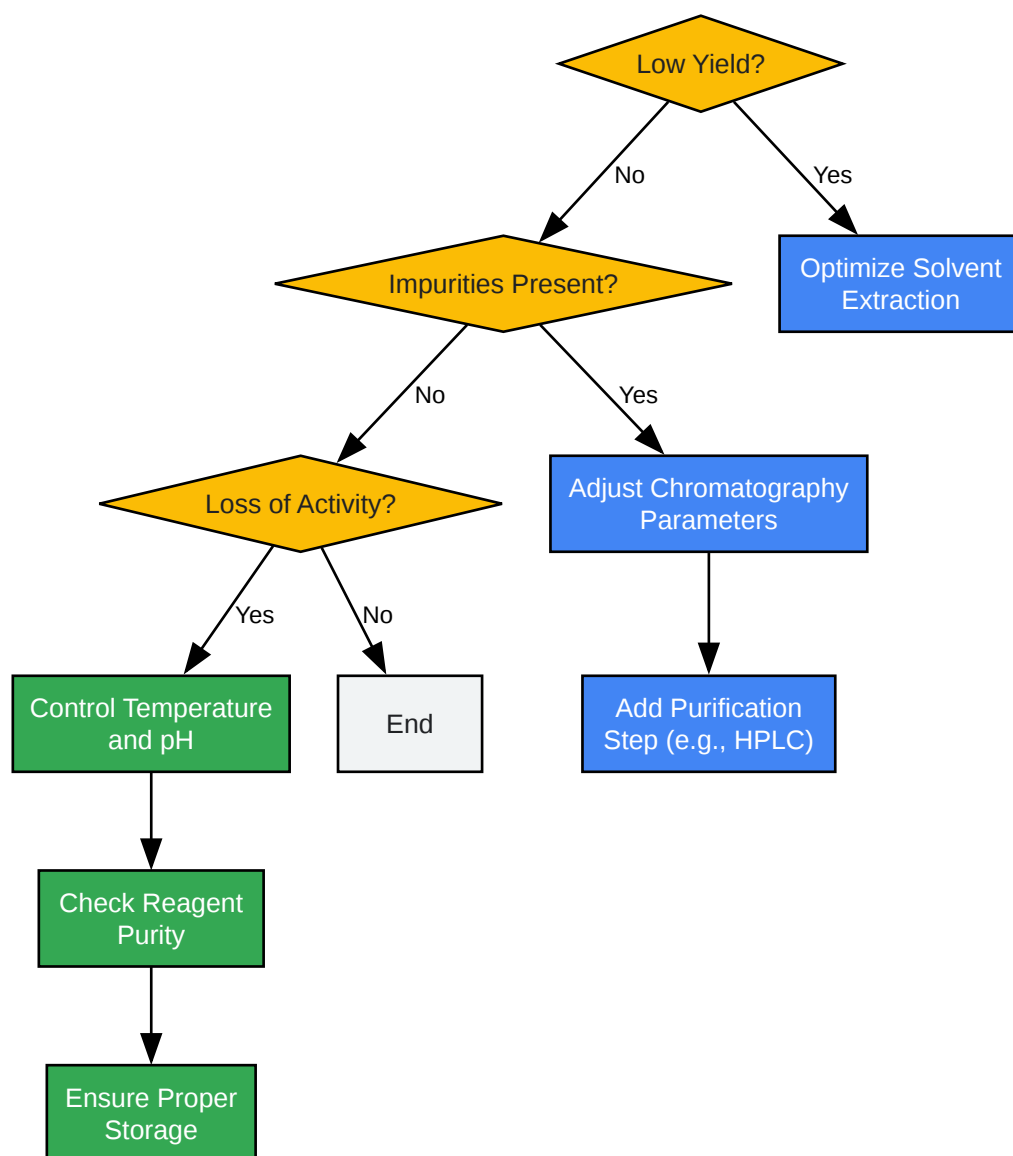 Low Yield?
No
Yes
Impurities Present?
Optimize Solvent
Extraction
No
Yes
Loss of Activity?
Adjust Chromatography
Parameters
Yes
No
Control Temperature
and pH
End
Add Purification
Step (e.g., HPLC)
Check Reagent
Purity
Ensure Proper
Storage